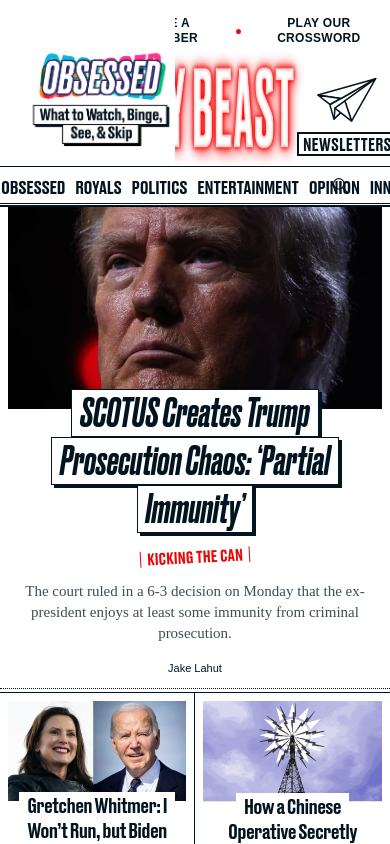 E A
BER
PLAY OUR
CROSSWORD
OBSESSED
What to Watch, Binge,
See, & Skip
Y BEAST
NEWSLETTERS
OBSESSED ROYALS POLITICS ENTERTAINMENT OPINION INN
SCOTUS Creates Trump
Prosecution Chaos: ‘Partial
Immunity’
KICKING THE CAN
The court ruled in a 6-3 decision on Monday that the ex-
president enjoys at least some immunity from criminal
prosecution.
Jake Lahut
Gretchen Whitmer: I
Won’t Run, but Biden
How a Chinese
Operative Secretly